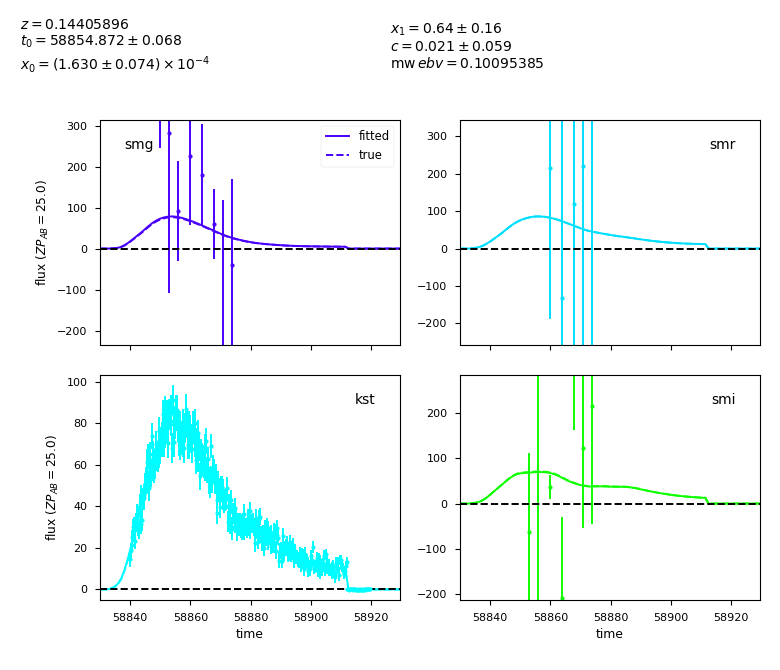 z = 0.14405896
t₀ = 58854.872 ± 0.068
x₀ = (1.630 ± 0.074) × 10⁻⁴
x₁ = 0.64 ± 0.16
c = 0.021 ± 0.059
mw ebv = 0.10095385
smg
fitted
true
300
200
100
0
−100
−200
flux (ZP_AB = 25.0)
smr
300
200
100
0
−100
−200
kst
100
80
60
40
20
0
flux (ZP_AB = 25.0)
58840 58860 58880 58900 58920
time
smi
200
100
0
−100
−200
58840 58860 58880 58900 58920
time